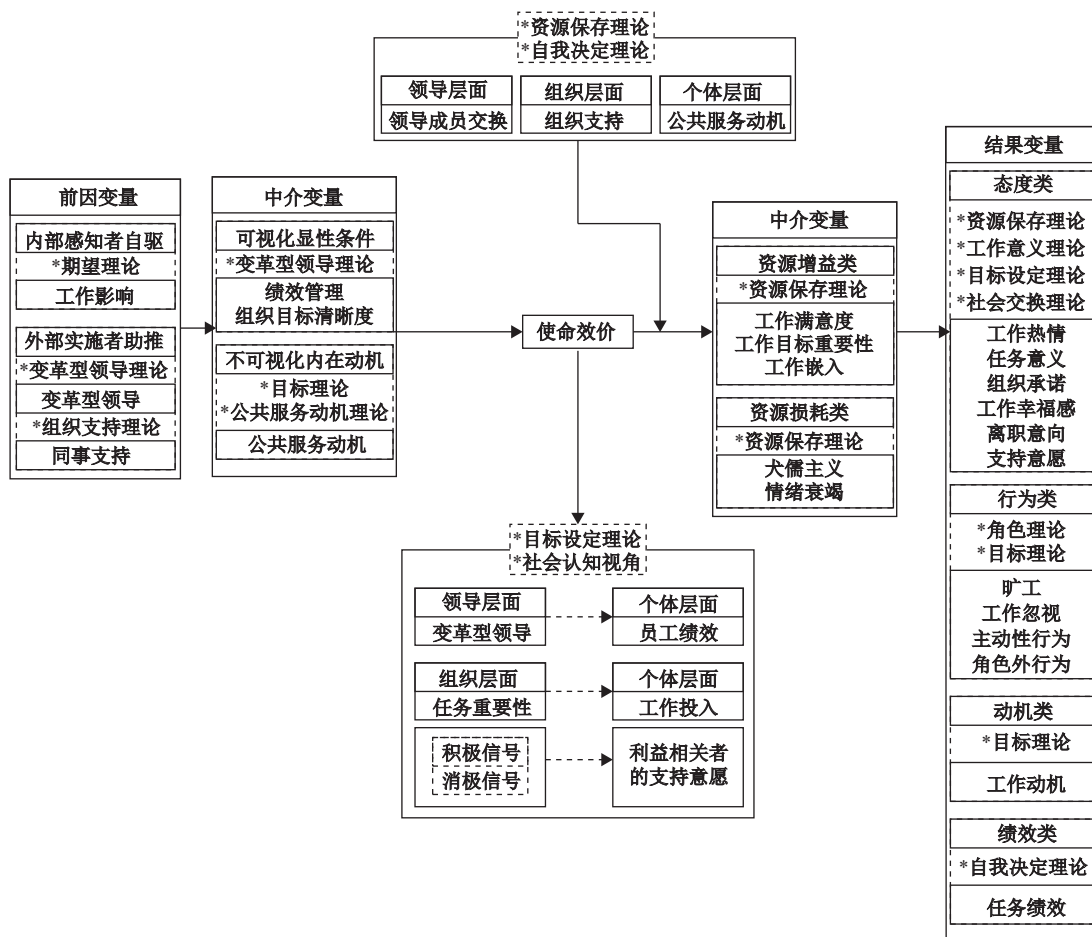 *资源保存理论
*自我决定理论
领导层面
领导成员交换
组织层面
组织支持
个体层面
公共服务动机
前因变量
内部感知者自驱
*期望理论
工作影响
外部实施者助推
*变革型领导理论
变革型领导
*组织支持理论
同事支持
中介变量
可视化显性条件
*变革型领导理论
绩效管理
组织目标清晰度
不可视化内在动机
*目标理论
*公共服务动机理论
公共服务动机
使命效价
中介变量
资源增益类
*资源保存理论
工作满意度
工作目标重要性
工作嵌入
资源损耗类
*资源保存理论
犬儒主义
情绪衰竭
*目标设定理论
*社会认知视角
领导层面
变革型领导
个体层面
员工绩效
组织层面
任务重要性
个体层面
工作投入
积极信号
消极信号
利益相关者
的支持意愿
结果变量
态度类
*资源保存理论
*工作意义理论
*目标设定理论
*社会交换理论
工作热情
任务意义
组织承诺
工作幸福感
离职意向
支持意愿
行为类
*角色理论
*目标理论
旷工
工作忽视
主动性行为
角色外行为
动机类
*目标理论
工作动机
绩效类
*自我决定理论
任务绩效